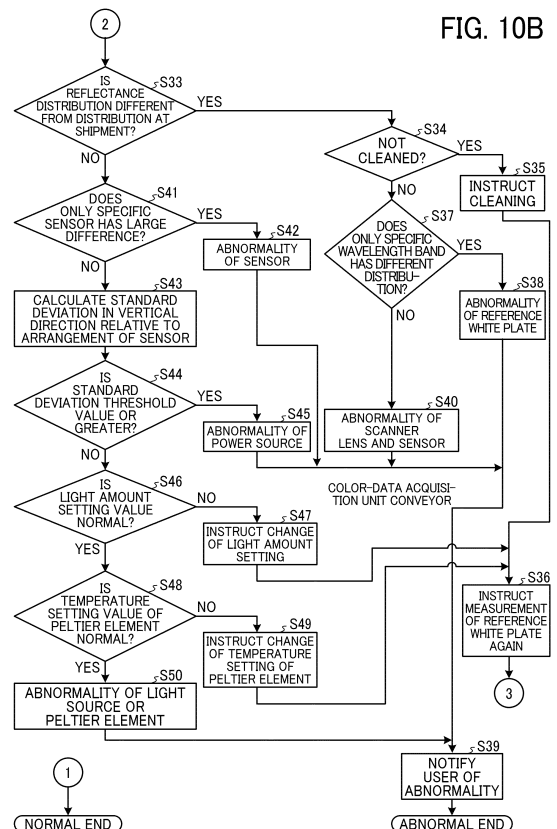 FIG. 10B
2
IS
REFLECTANCE
DISTRIBUTION DIFFERENT
FROM DISTRIBUTION AT
SHIPMENT?
S33
YES
NO
NOT
CLEANED?
S34
YES
NO
INSTRUCT
CLEANING
S35
DOES
ONLY SPECIFIC
SENSOR HAS LARGE
DIFFERENCE?
S41
YES
NO
ABNORMALITY
OF SENSOR
S42
DOES
ONLY SPECIFIC
WAVELENGTH BAND
HAS DIFFERENT
DISTRIBU-
TION?
S37
YES
NO
ABNORMALITY
OF REFERENCE
WHITE PLATE
S38
CALCULATE STANDARD
DEVIATION IN VERTICAL
DIRECTION RELATIVE TO
ARRANGEMENT OF SENSOR
S43
IS
STANDARD
DEVIATION THRESHOLD
VALUE OR
GREATER?
S44
YES
NO
ABNORMALITY OF
POWER SOURCE
S45
ABNORMALITY OF
SCANNER
LENS AND SENSOR
S40
COLOR-DATA ACQUISI-
TION UNIT CONVEYOR
IS
LIGHT AMOUNT
SETTING VALUE
NORMAL?
S46
NO
YES
INSTRUCT CHANGE
OF LIGHT AMOUNT
SETTING
S47
IS
TEMPERATURE
SETTING VALUE OF
PELTIER ELEMENT
NORMAL?
S48
NO
YES
INSTRUCT CHANGE
OF TEMPERATURE
SETTING OF
PELTIER ELEMENT
S49
INSTRUCT
MEASUREMENT
OF REFERENCE
WHITE PLATE
AGAIN
S36
3
ABNORMALITY OF LIGHT
SOURCE OR
PELTIER ELEMENT
S50
NOTIFY
USER OF
ABNORMALITY
S39
1
NORMAL END
ABNORMAL END